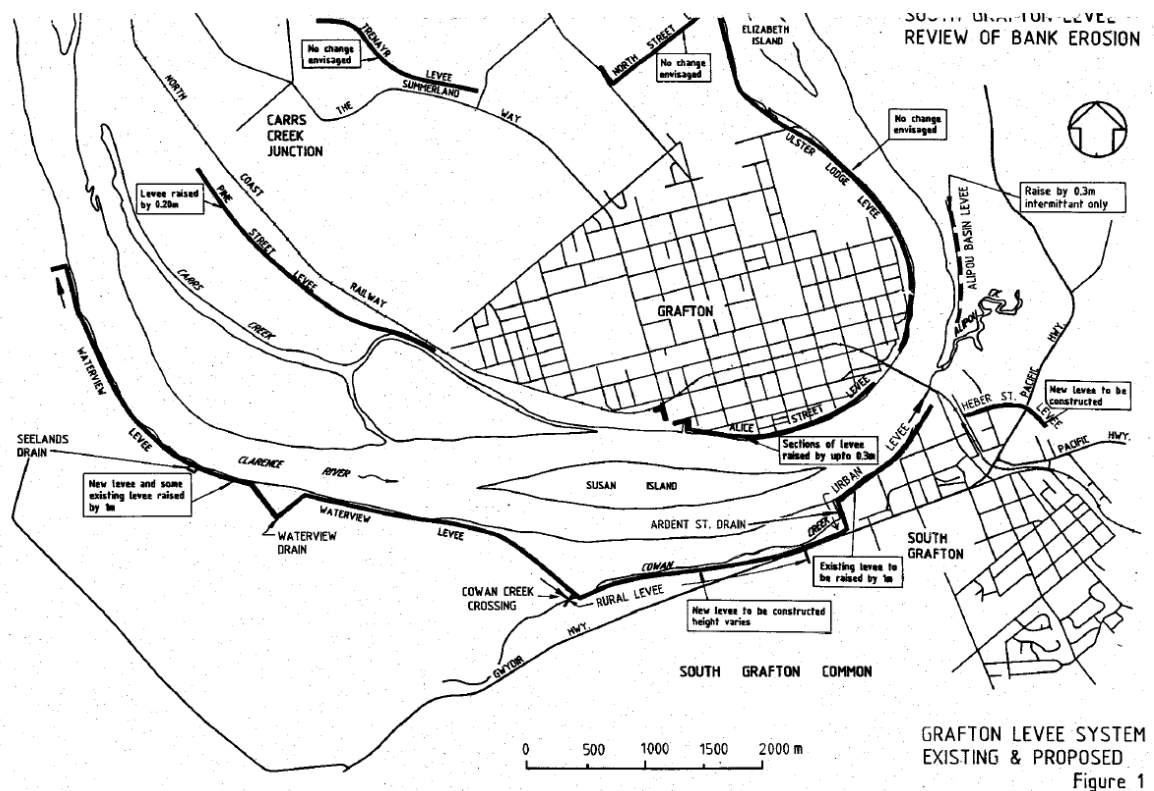 SOUTH GRAFTON LEVEE
REVIEW OF BANK EROSION
ELIZABETH
ISLAND
TRENAYR
LEVEE
No change
envisaged
SUMMERLAND
THE
WAY
NORTH STREET
No change
envisaged
No change
envisaged
NORTH
COAST
RAILWAY
CARRS
CREEK
JUNCTION
ULSTER LODGE LEVEE
Levee raised
by 0.20m
PINE
STREET
LEVEE
Raise by 0.3m
intermittant only
ALIPOU BASIN LEVEE
ALIPOU
CK
CARRS
CREEK
GRAFTON
PACIFIC
HWY.
New levee to be
constructed
HEBER ST.
LEVEE
PACIFIC
HWY.
WATERVIEW
LEVEE
ALICE
STREET
LEVEE
Sections of levee
raised by upto 0.3m
SEELANDS
DRAIN
CLARENCE
RIVER
New levee and some
existing levee raised
by 1m
SUSAN ISLAND
URBAN
LEVEE
WATERVIEW
LEVEE
WATERVIEW
DRAIN
ARDENT ST. DRAIN
CREEK
SOUTH
GRAFTON
COWAN
Existing levee to
be raised by 1m
COWAN CREEK
CROSSING
RURAL LEVEE
New levee to be constructed
height varies
GWYDIR
HWY.
SOUTH GRAFTON COMMON
0 500 1000 1500 2000 m
GRAFTON LEVEE SYSTEM
EXISTING & PROPOSED
Figure 1